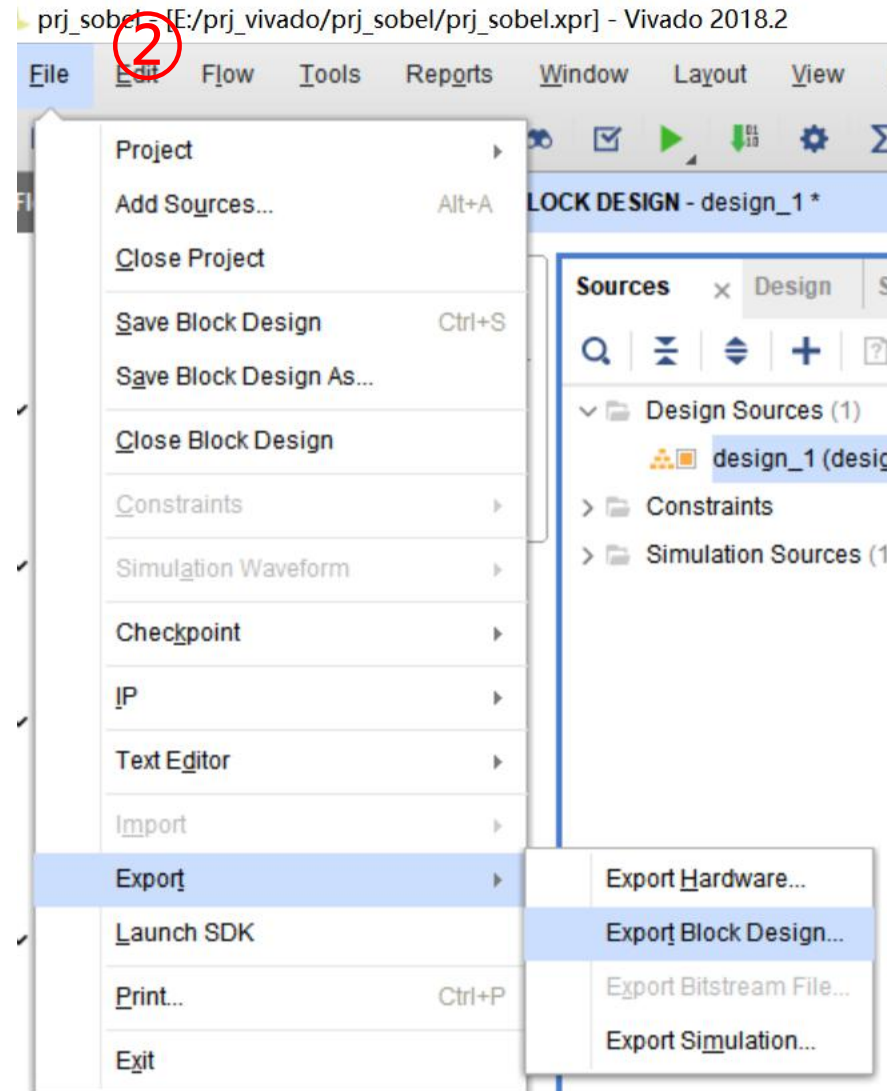 prj_sobel - [E:/prj_vivado/prj_sobel/prj_sobel.xpr] - Vivado 2018.2
②
File Edit Flow Tools Reports Window Layout View
Project
Add Sources... Alt+A
LOCK DESIGN - design_1 *
Close Project
Sources × Design
Save Block Design Ctrl+S
Save Block Design As...
Design Sources (1)
Close Block Design
design_1 (desig
Constraints
Constraints
Simulation Waveform
Simulation Sources (1
Checkpoint
IP
Text Editor
Import
Export
Export Hardware...
Launch SDK
Export Block Design...
Print... Ctrl+P
Export Bitstream File...
Exit
Export Simulation...